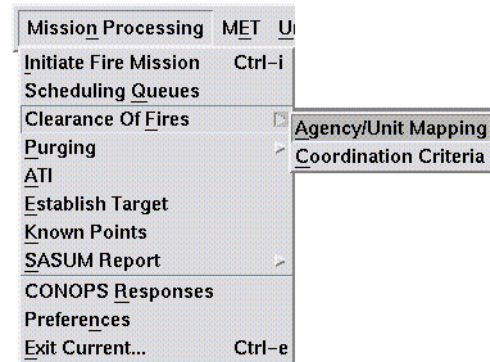 Mission Processing MET
Initiate Fire Mission Ctrl-i
Scheduling Queues
Clearance Of Fires
Agency/Unit Mapping
Coordination Criteria
Purging
ATI
Establish Target
Known Points
SASUM Report
CONOPS Responses
Preferences
Exit Current... Ctrl-e